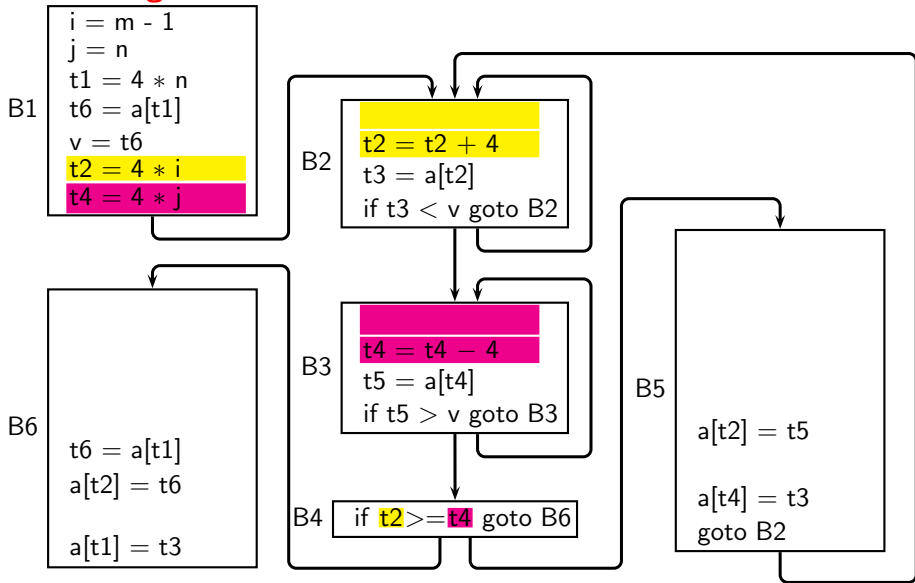 B1
i = m - 1
j = n
t1 = 4 * n
t6 = a[t1]
v = t6
t2 = 4 * i
t4 = 4 * j
B2
t2 = t2 + 4
t3 = a[t2]
if t3 < v goto B2
B3
t4 = t4 − 4
t5 = a[t4]
if t5 > v goto B3
B4
if t2 >= t4 goto B6
B5
a[t2] = t5
a[t4] = t3
goto B2
B6
t6 = a[t1]
a[t2] = t6
a[t1] = t3